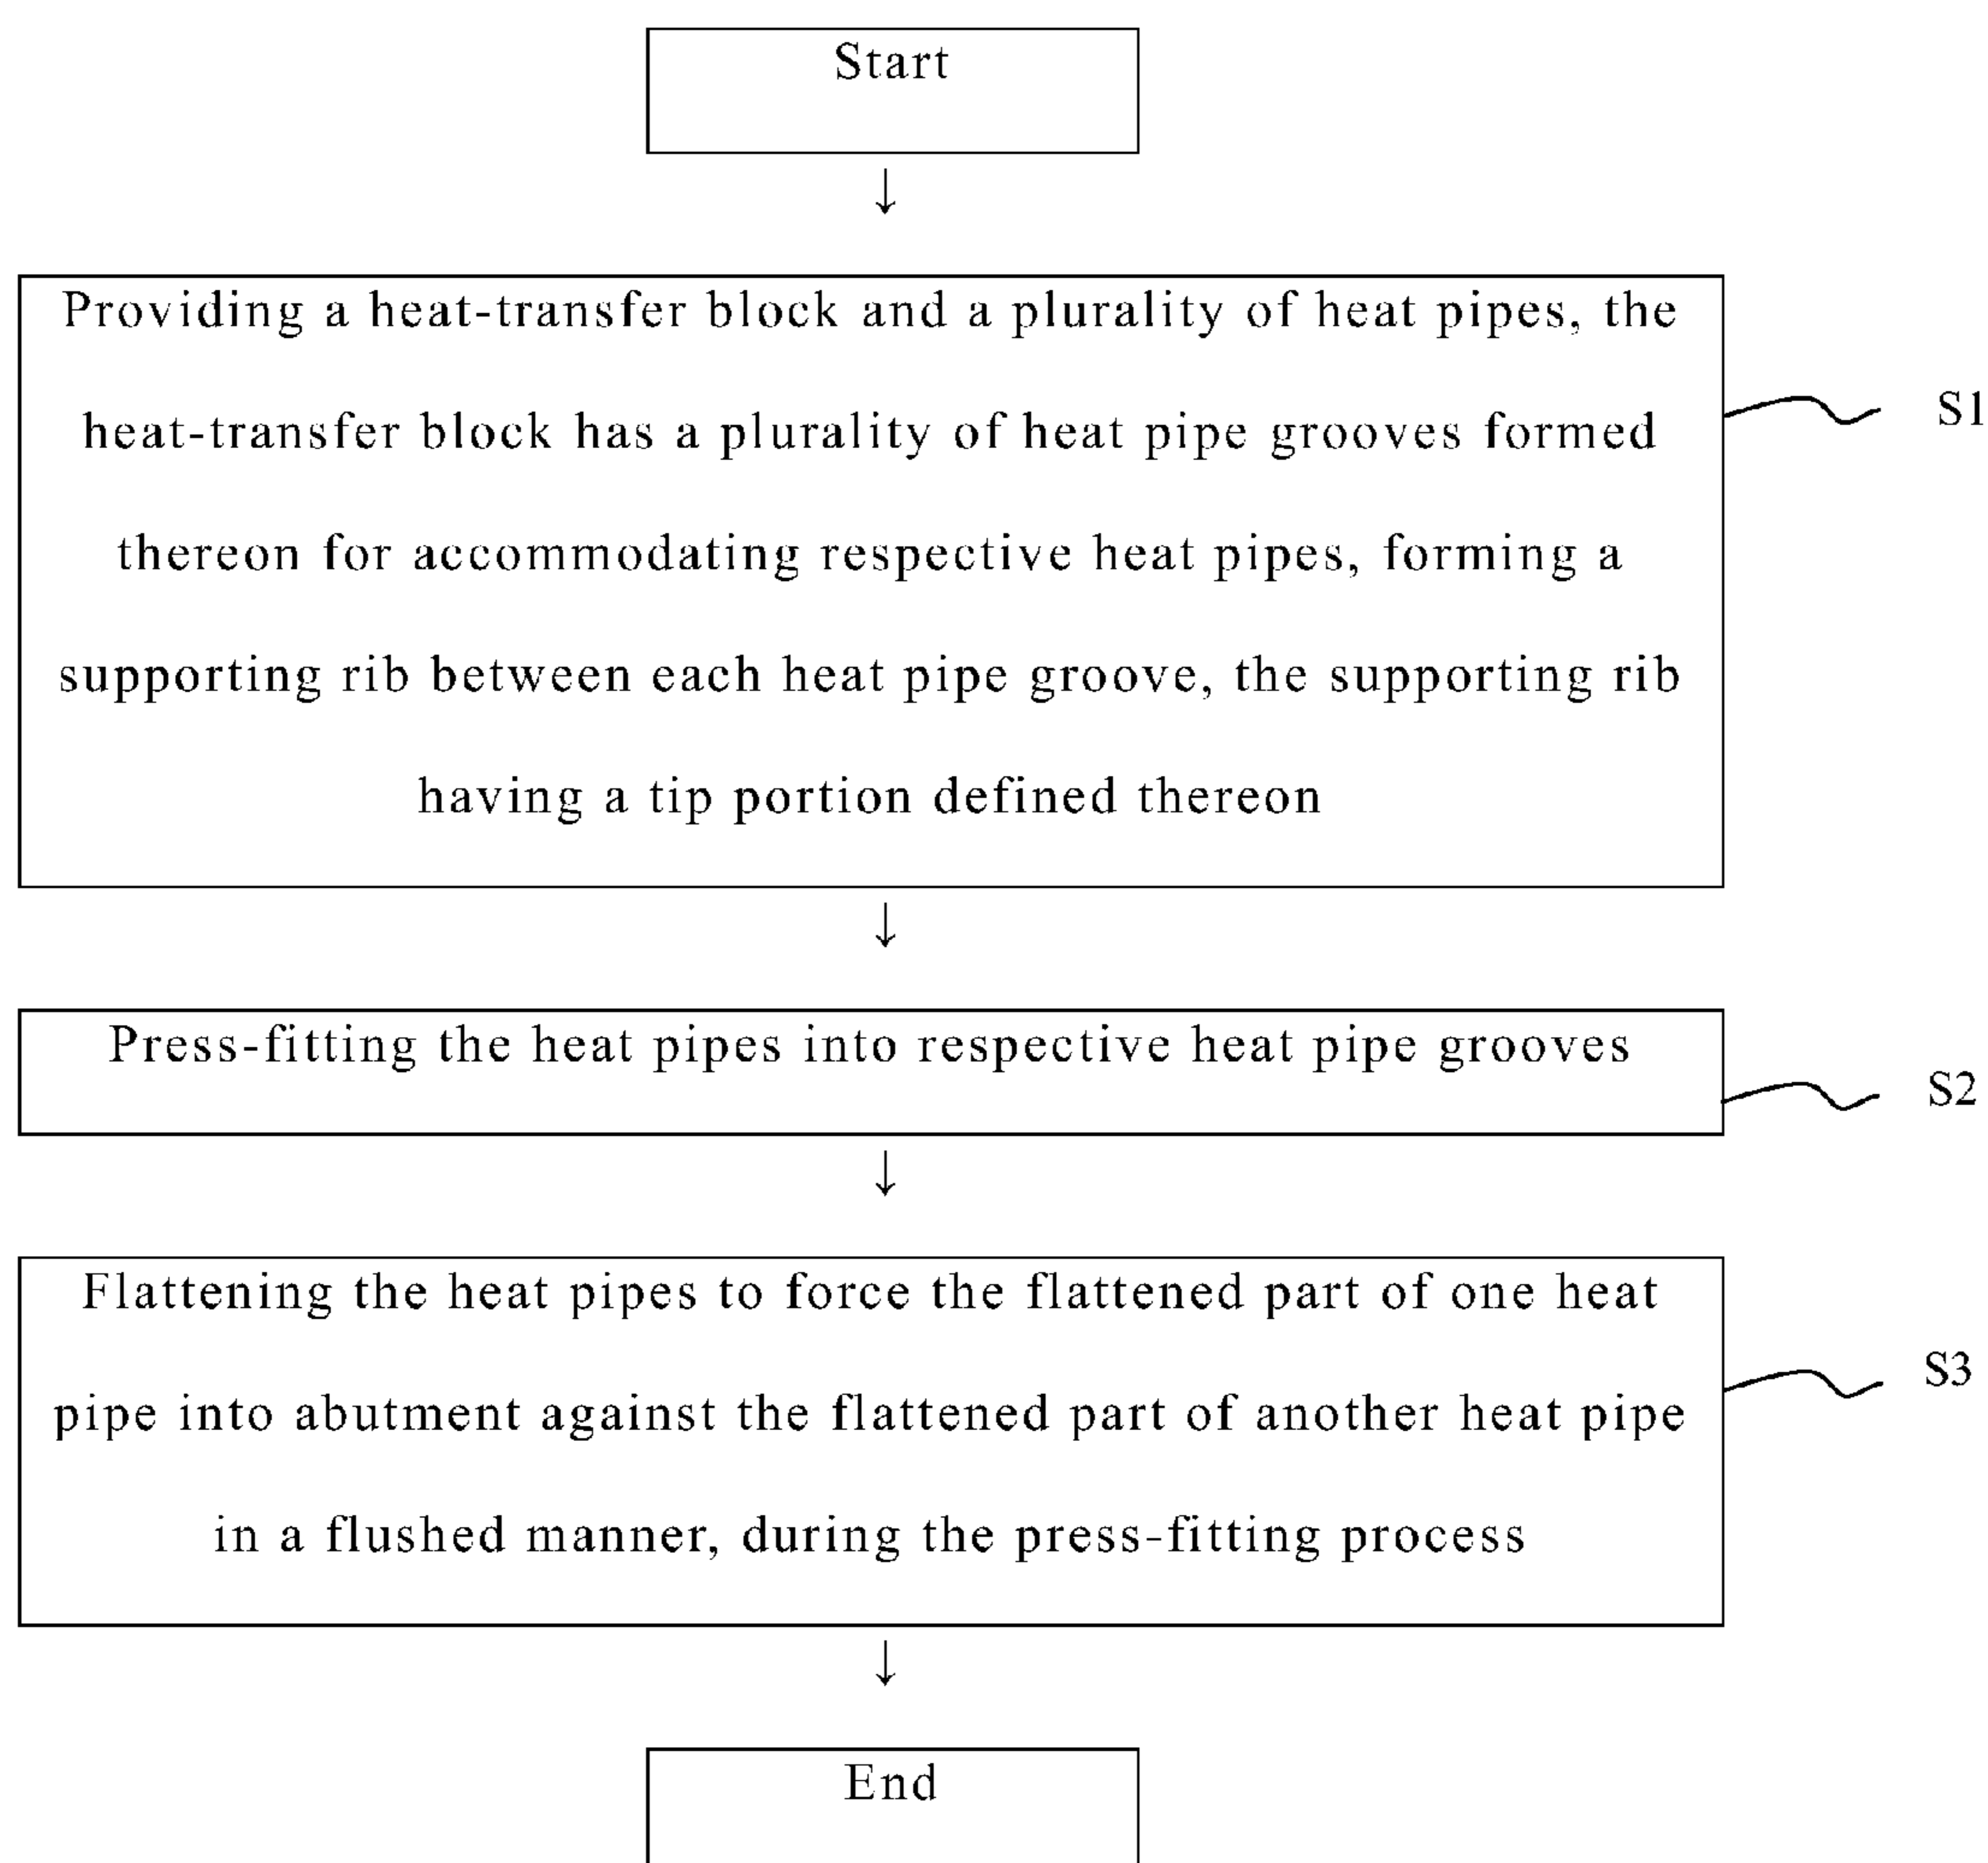 Start
Providing a heat-transfer block and a plurality of heat pipes, the
heat-transfer block has a plurality of heat pipe grooves formed
thereon for accommodating respective heat pipes, forming a
supporting rib between each heat pipe groove, the supporting rib
having a tip portion defined thereon
S1
Press-fitting the heat pipes into respective heat pipe grooves
S2
Flattening the heat pipes to force the flattened part of one heat
pipe into abutment against the flattened part of another heat pipe
in a flushed manner, during the press-fitting process
S3
End